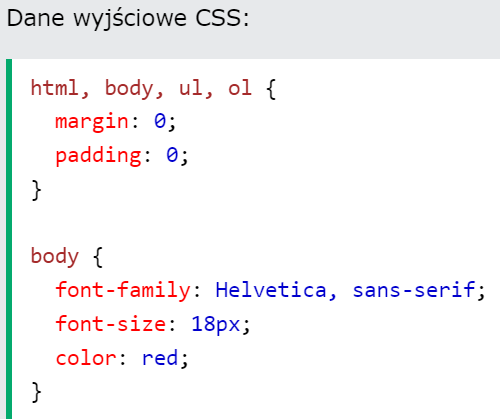 Dane wyjściowe CSS:
html, body, ul, ol {
  margin: 0;
  padding: 0;
}

body {
  font-family: Helvetica, sans-serif;
  font-size: 18px;
  color: red;
}